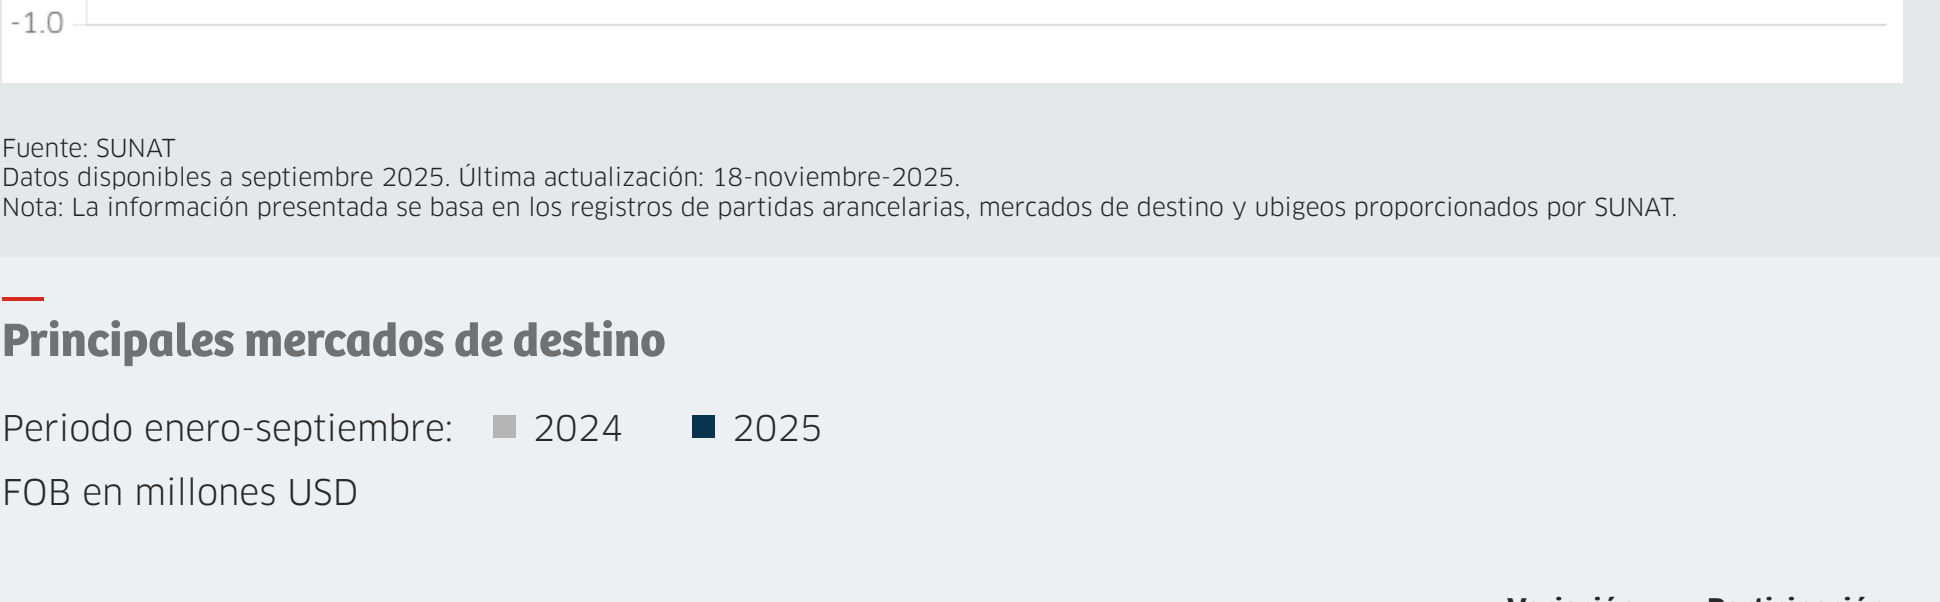 -1.0
Fuente: SUNAT
Datos disponibles a septiembre 2025. Última actualización: 18-noviembre-2025.
Nota: La información presentada se basa en los registros de partidas arancelarias, mercados de destino y ubigeos proporcionados por SUNAT.
Principales mercados de destino
Periodo enero-septiembre: 2024 2025
FOB en millones USD
Variación Participación